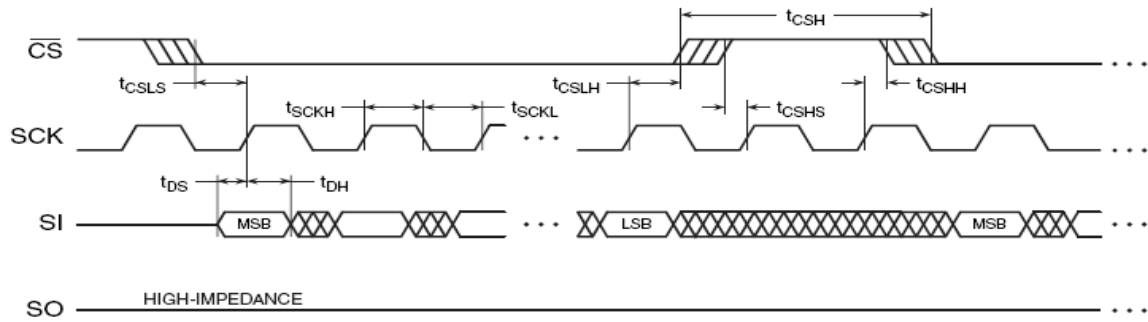 tCSH
CS
tCSLS
tCSLH
tCSHH
tSCKH
tSCKL
tCSHS
SCK
tDS
tDH
SI
MSB
LSB
MSB
HIGH-IMPEDANCE
SO